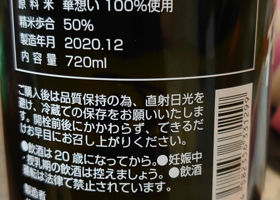 原料米 華想い100%使用
精米歩合 50%
製造年月 2020.12
内容量 720ml
ご購入後は品質保持の為、直射日光を
避け、冷蔵での保存をお願いいたしま
す。開栓前後にかかわらず、できるだ
けお早目にお召し上がりください。
●飲酒は20歳になってから。●妊娠中
授乳期の飲酒は控えましょう。●飲酒
運転は法律で禁止されています。
製造者